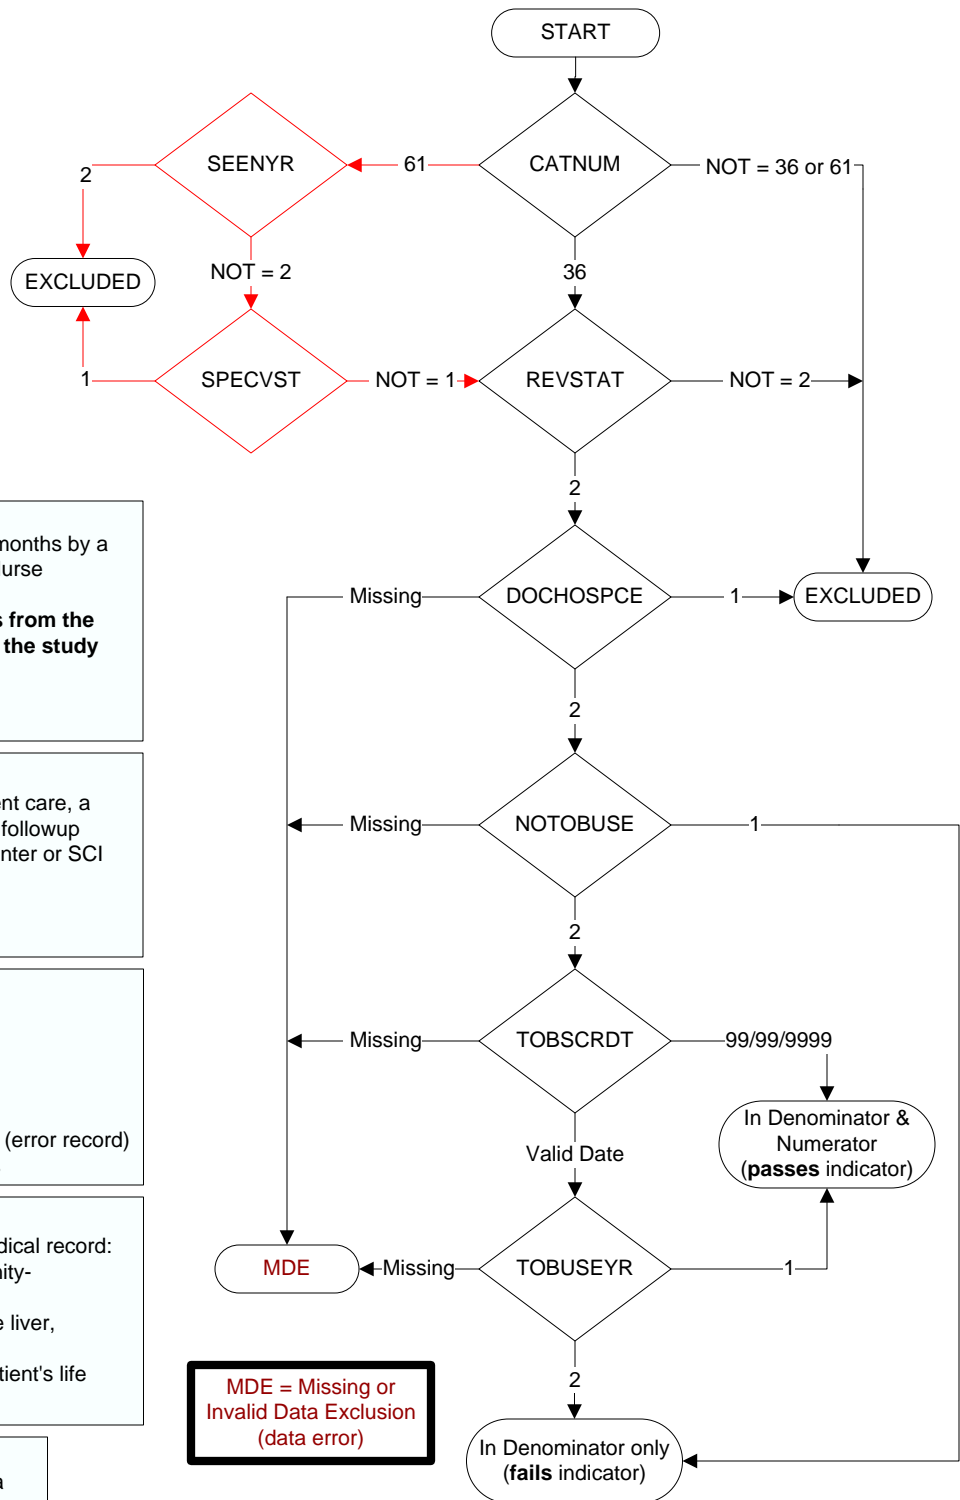 START
SEENYR
61
CATNUM
NOT = 36 or 61
2
EXCLUDED
NOT = 2
36
1
SPECVST
NOT = 1
REVSTAT
NOT = 2
2
months by a
Nurse
s from the
the study
Missing
DOCHOSPCE
1
EXCLUDED
2
ent care, a
followup
nter or SCI
Missing
NOTOBUSE
1
2
(error record)
Missing
TOBSCRDT
99/99/9999
In Denominator &
Numerator
(passes indicator)
Valid Date
dical record:
nity-
e liver,
tient's life
MDE
Missing
TOBUSEYR
1
2
MDE = Missing or
Invalid Data Exclusion
(data error)
In Denominator only
(fails indicator)
a